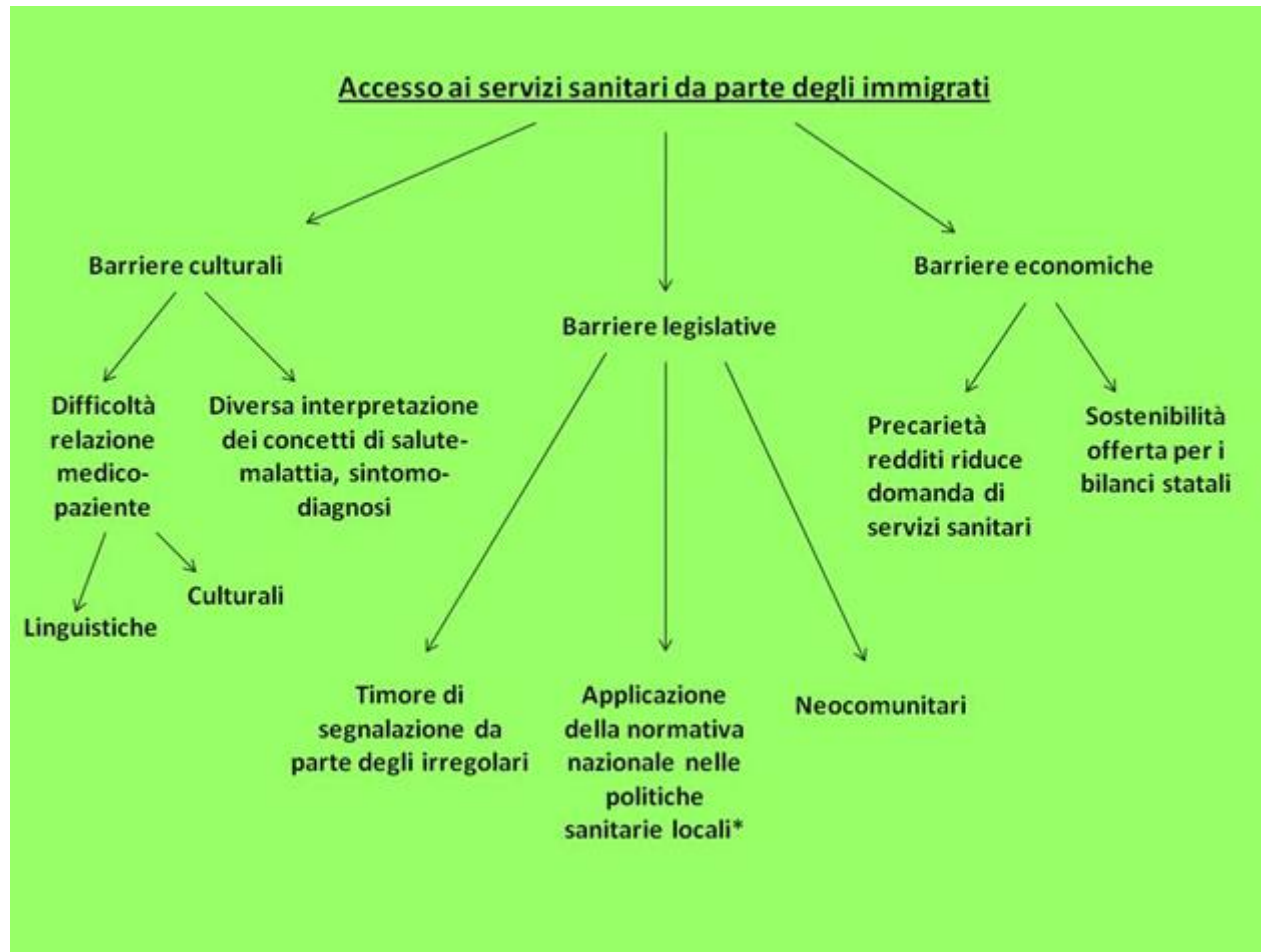 Accesso ai servizi sanitari da parte degli immigrati
Barriere culturali
Difficoltà
relazione
medico-
paziente
Linguistiche
Culturali
Diversa interpretazione
dei concetti di salute-
malattia, sintomo-
diagnosi
Barriere legislative
Timore di
segnalazione da
parte degli irregolari
Applicazione
della normativa
nazionale nelle
politiche
sanitarie locali*
Neocomunitari
Barriere economiche
Precarietà
redditi riduce
domanda di
servizi sanitari
Sostenibilità
offerta per i
bilanci statali